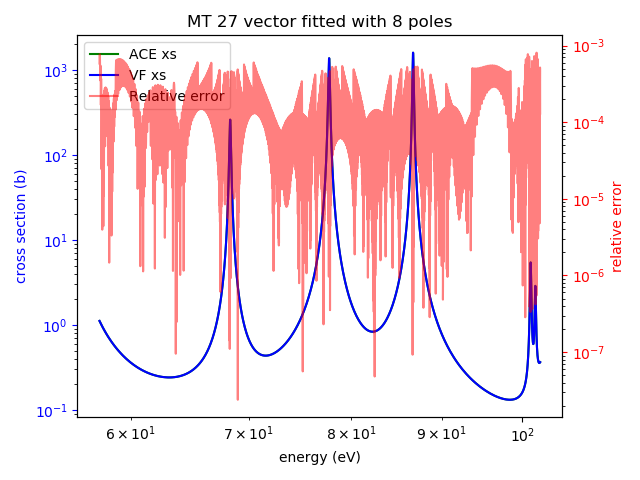 MT 27 vector fitted with 8 poles
ACE xs
VF xs
Relative error
10³
10²
10¹
10⁰
10⁻¹
cross section (b)
10⁻³
10⁻⁴
10⁻⁵
10⁻⁶
10⁻⁷
relative error
6 × 10¹ 7 × 10¹ 8 × 10¹ 9 × 10¹ 10²
energy (eV)